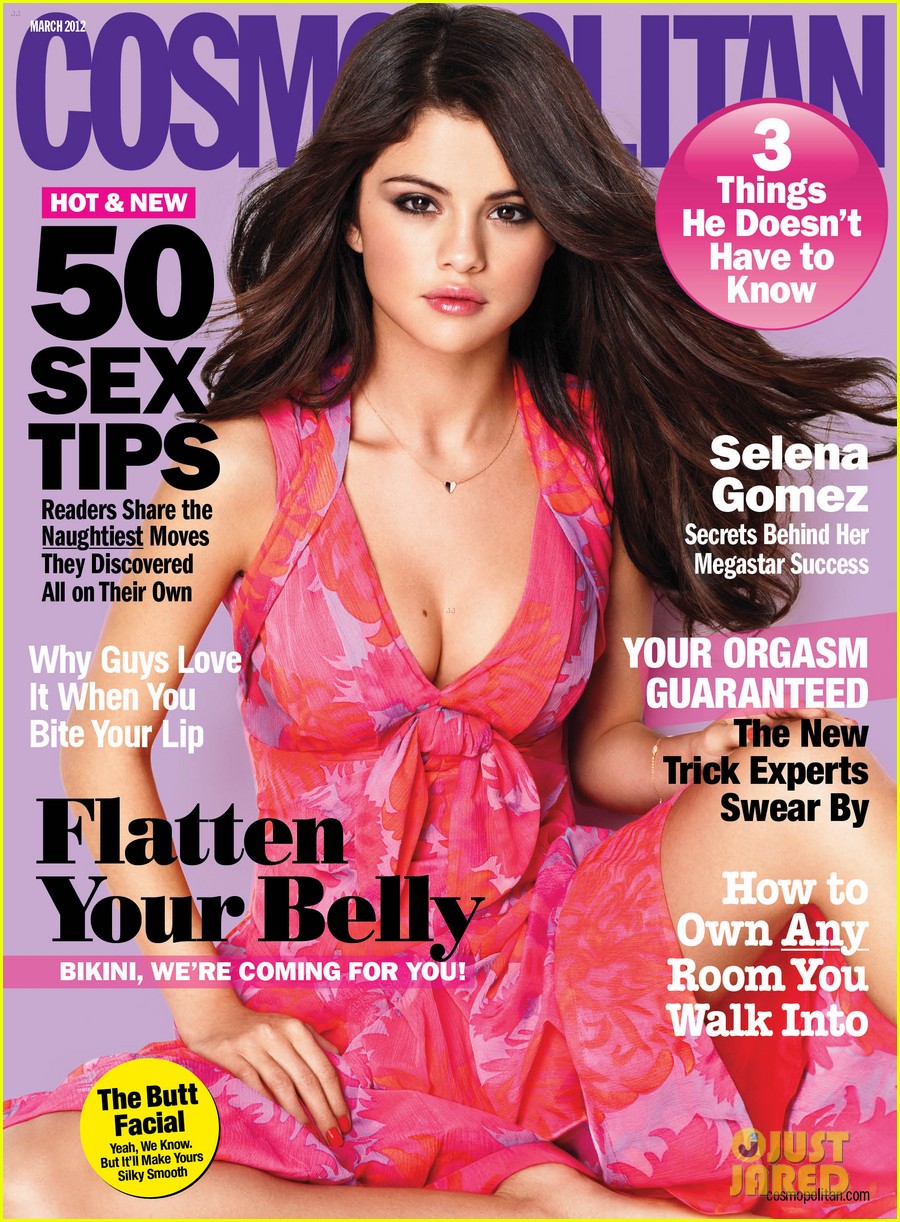 MARCH 2012
COSMOPOLITAN
HOT & NEW
50
SEX
TIPS
Readers Share the
Naughtiest Moves
They Discovered
All on Their Own
Why Guys Love
It When You
Bite Your Lip
Flatten
Your Belly
BIKINI, WE'RE COMING FOR YOU!
The Butt
Facial
Yeah, We Know.
But It'll Make Yours
Silky Smooth
3
Things
He Doesn't
Have to
Know
Selena
Gomez
Secrets Behind Her
Megastar Success
YOUR ORGASM
GUARANTEED
The New
Trick Experts
Swear By
How to
Own Any
Room You
Walk Into
JUST
JARED
cosmopolitan.com